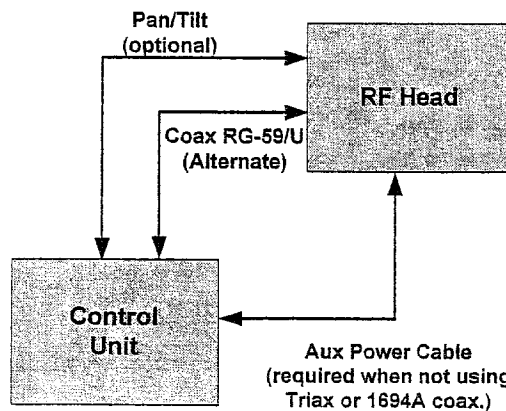 Pan/Tilt
(optional)
RF Head
Coax RG-59/U
(Alternate)
Control
Unit
Aux Power Cable
(required when not using
Triax or 1694A coax.)